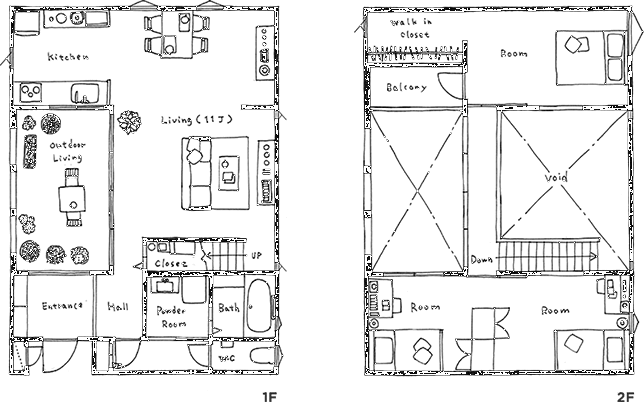 Walk in
closet
Room
Kitchen
Balcony
Living (11J)
Outdoor
Living
Void
Closet
UP
Down
Entrance
Hall
Powder
Room
Bath
Room
Room
WC
1F
2F